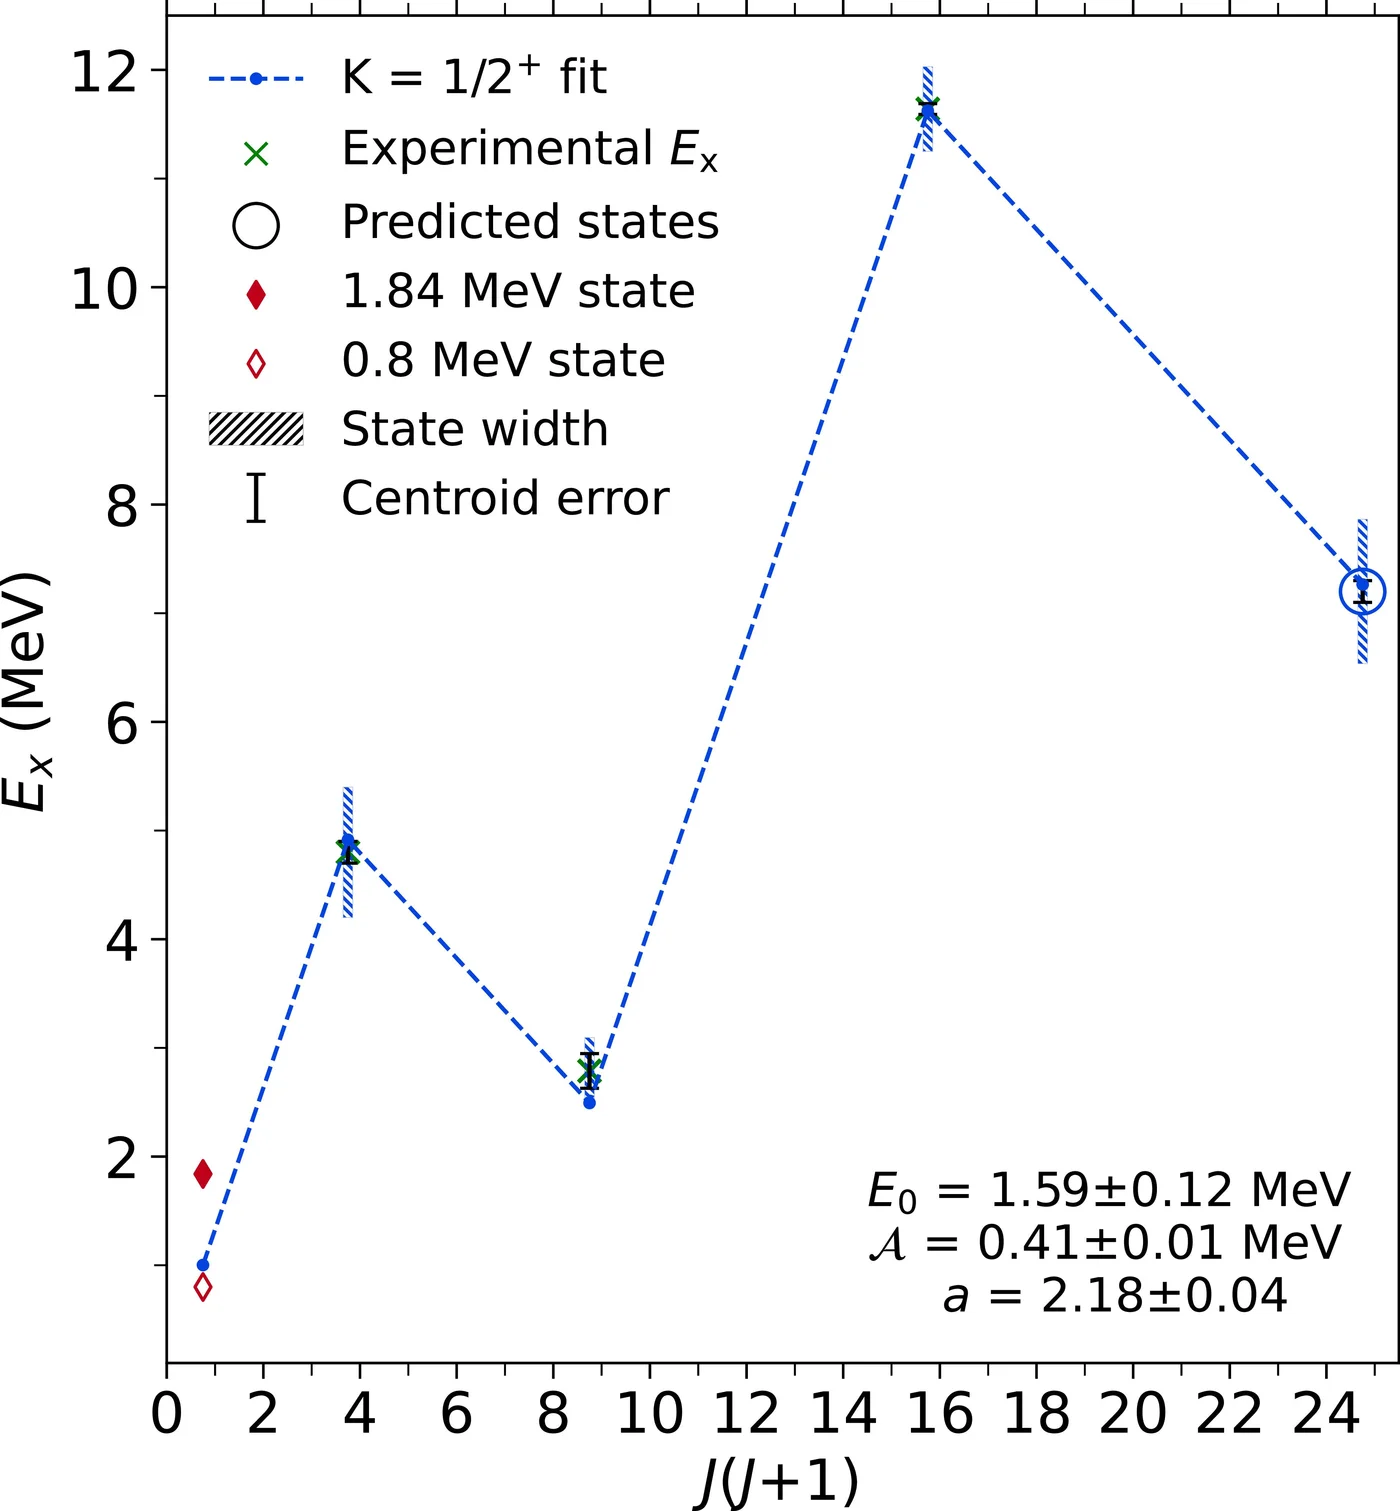 12
10
8
6
4
2
K = 1/2⁺ fit
Experimental Eₓ
Predicted states
1.84 MeV state
0.8 MeV state
State width
Centroid error
Eₓ (MeV)
E₀ = 1.59±0.12 MeV
𝒜 = 0.41±0.01 MeV
a = 2.18±0.04
0 2 4 6 8 10 12 14 16 18 20 22 24
J(J+1)